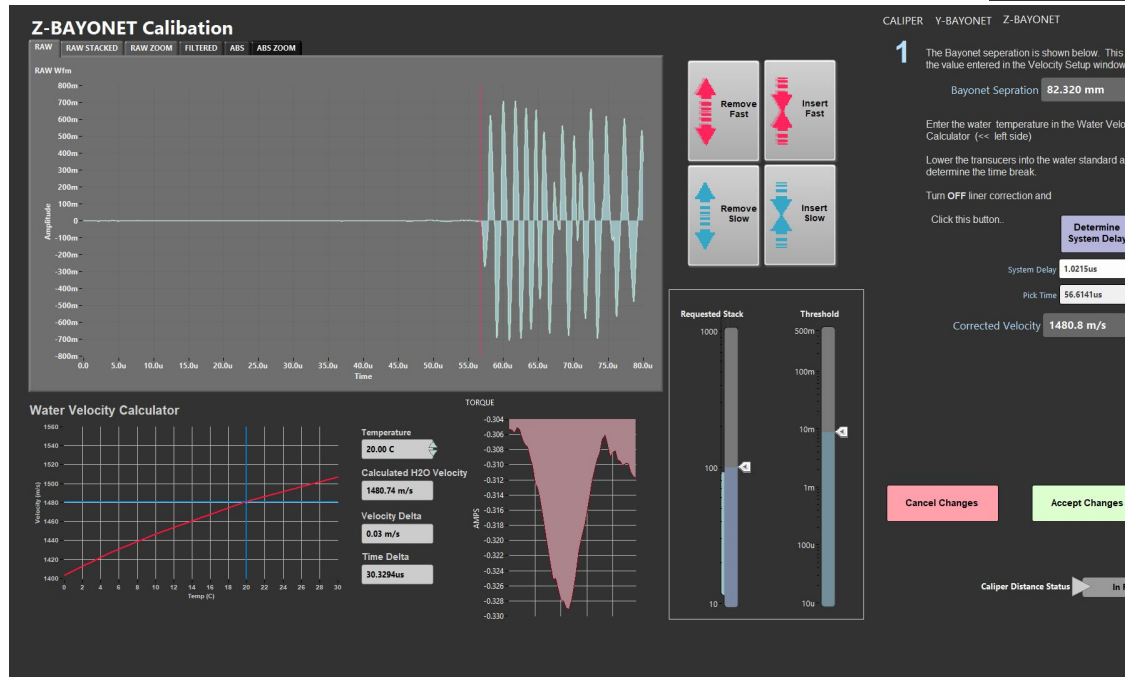 Z-BAYONET Calibation
RAW RAW STACKED RAW ZOOM FILTERED ABS ABS ZOOM
RAW Wfm
800m
700m
600m
500m
400m
300m
200m
100m
0
-100m
-200m
-300m
-400m
-500m
-600m
-700m
-800m
Amplitude
0.0 5.0u 10.0u 15.0u 20.0u 25.0u 30.0u 35.0u 40.0u 45.0u 50.0u 55.0u 60.0u 65.0u 70.0u 75.0u 80.0u
Time
Remove Fast
Insert Fast
Remove Slow
Insert Slow
CALIPER Y-BAYONET Z-BAYONET
1
The Bayonet seperation is shown below. This
the value entered in the Velocity Setup window
Bayonet Sepration 82.320 mm
Enter the water temperature in the Water Velo
Calculator (<< left side)
Lower the transucers into the water standard a
determine the time break.
Turn OFF liner correction and
Click this button..
Determine
System Delay
System Delay 1.0215us
Pick Time 56.6141us
Corrected Velocity 1480.8 m/s
Water Velocity Calculator
1560
1540
1520
1500
1480
1460
1440
1420
1400
Velocity (m/s)
0 2 4 6 8 10 12 14 16 18 20 22 24 26 28 30
Temp (C)
Temperature
20.00 C
Calculated H2O Velocity
1480.74 m/s
Velocity Delta
0.03 m/s
Time Delta
30.3294us
TORQUE
-0.304
-0.306
-0.308
-0.310
-0.312
-0.314
-0.316
-0.318
-0.320
-0.322
-0.324
-0.326
-0.328
-0.330
AMPS
Requested Stack
1000
100
10
Threshold
500m
100m
10m
1m
100u
10u
Cancel Changes
Accept Changes
Caliper Distance Status
In